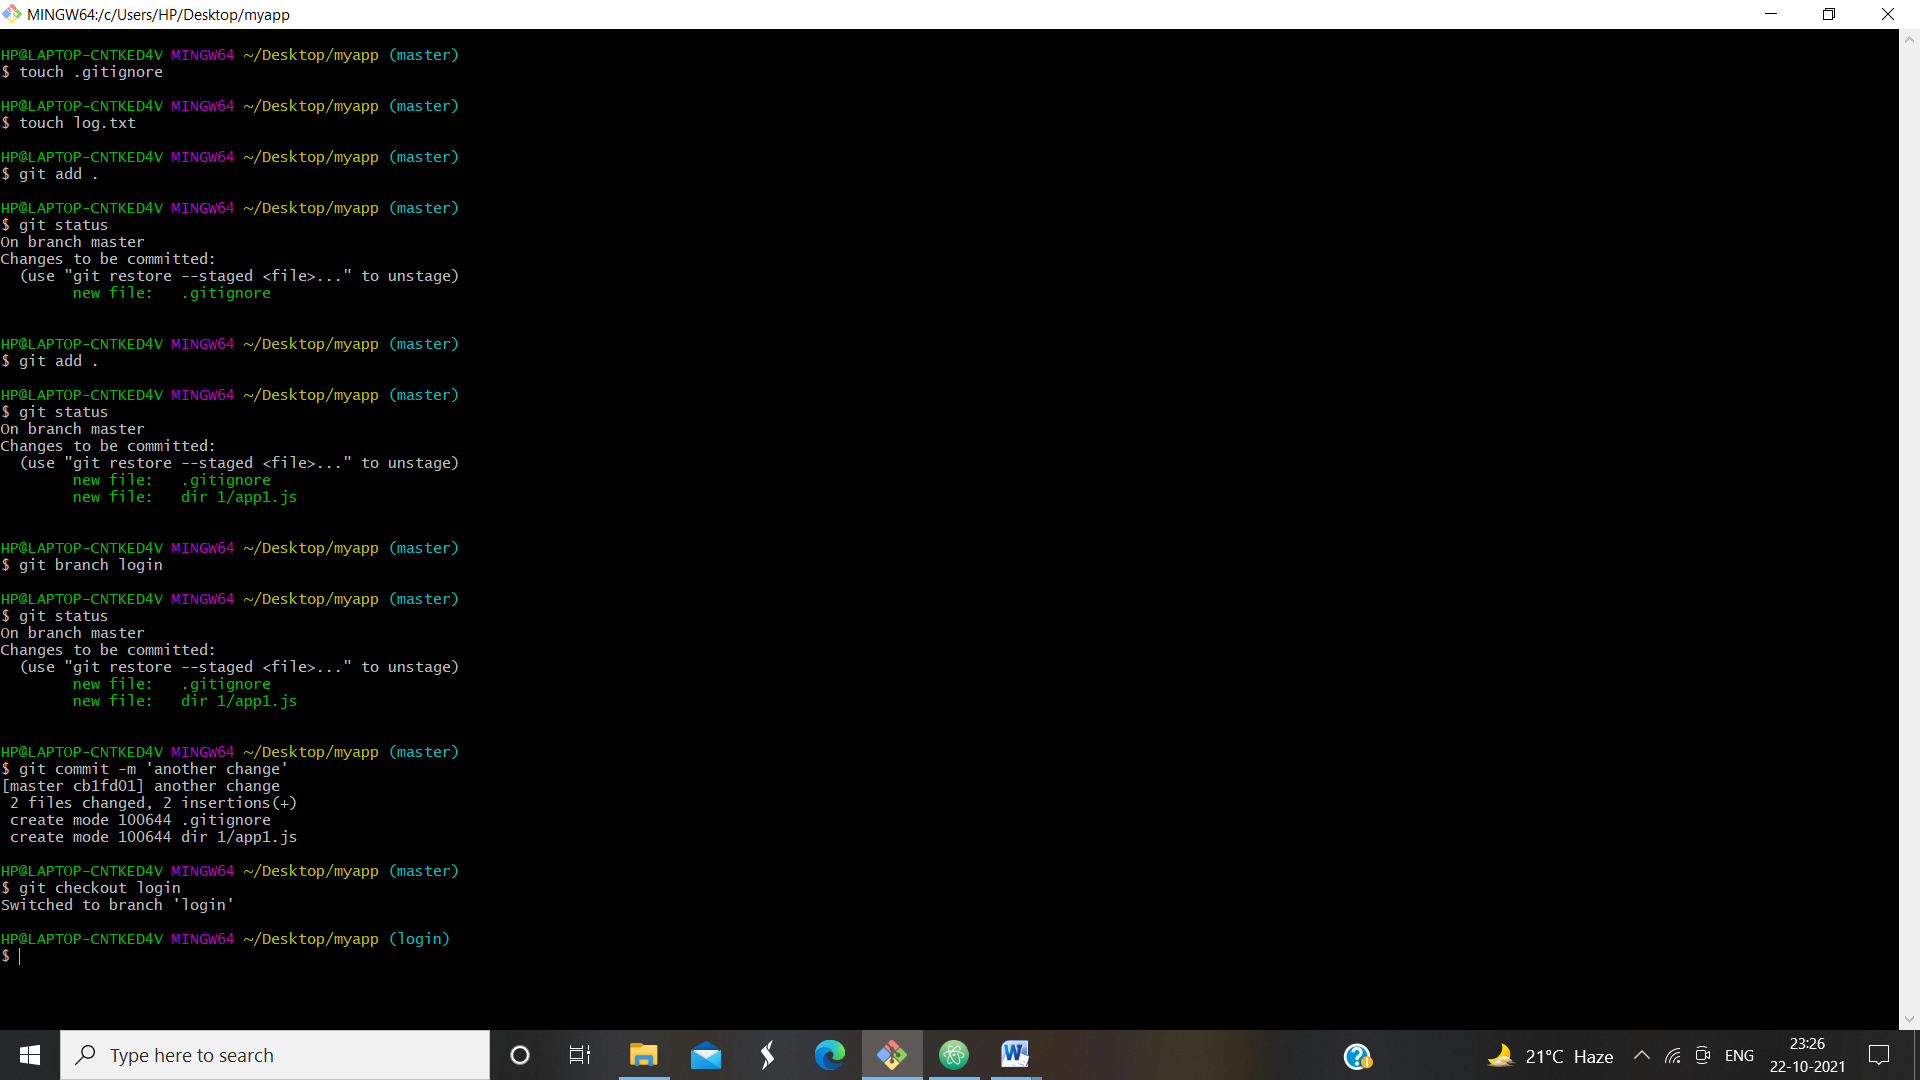 MINGW64:/c/Users/HP/Desktop/myapp
HP@LAPTOP-CNTKED4V MINGW64 ~/Desktop/myapp (master)
$ touch .gitignore
HP@LAPTOP-CNTKED4V MINGW64 ~/Desktop/myapp (master)
$ touch log.txt
HP@LAPTOP-CNTKED4V MINGW64 ~/Desktop/myapp (master)
$ git add .
HP@LAPTOP-CNTKED4V MINGW64 ~/Desktop/myapp (master)
$ git status
On branch master
Changes to be committed:
  (use "git restore --staged <file>..." to unstage)
        new file:   .gitignore
HP@LAPTOP-CNTKED4V MINGW64 ~/Desktop/myapp (master)
$ git add .
HP@LAPTOP-CNTKED4V MINGW64 ~/Desktop/myapp (master)
$ git status
On branch master
Changes to be committed:
  (use "git restore --staged <file>..." to unstage)
        new file:   .gitignore
        new file:   dir 1/app1.js
HP@LAPTOP-CNTKED4V MINGW64 ~/Desktop/myapp (master)
$ git branch login
HP@LAPTOP-CNTKED4V MINGW64 ~/Desktop/myapp (master)
$ git status
On branch master
Changes to be committed:
  (use "git restore --staged <file>..." to unstage)
        new file:   .gitignore
        new file:   dir 1/app1.js
HP@LAPTOP-CNTKED4V MINGW64 ~/Desktop/myapp (master)
$ git commit -m 'another change'
[master cb1fd01] another change
 2 files changed, 2 insertions(+)
 create mode 100644 .gitignore
 create mode 100644 dir 1/app1.js
HP@LAPTOP-CNTKED4V MINGW64 ~/Desktop/myapp (master)
$ git checkout login
Switched to branch 'login'
HP@LAPTOP-CNTKED4V MINGW64 ~/Desktop/myapp (login)
$
Type here to search
W
?
21°C Haze
ENG
23:26
22-10-2021